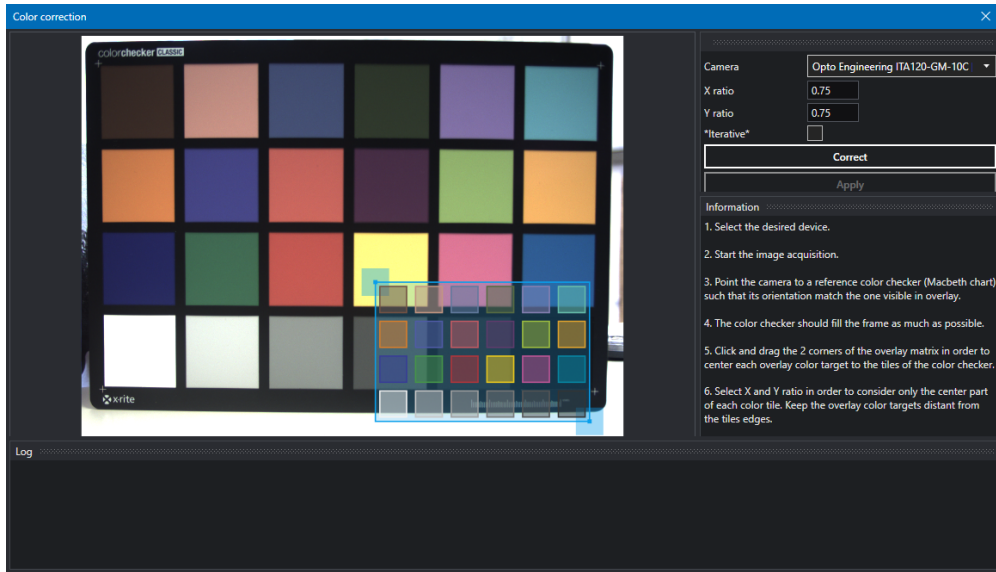 Color correction
colorchecker CLASSIC
x-rite
Camera
Opto Engineering ITA120-GM-10C
X ratio
0.75
Y ratio
0.75
*Iterative*
Correct
Apply
Information
1. Select the desired device.
2. Start the image acquisition.
3. Point the camera to a reference color checker (Macbeth chart)
such that its orientation match the one visible in overlay.
4. The color checker should fill the frame as much as possible.
5. Click and drag the 2 corners of the overlay matrix in order to
center each overlay color target to the tiles of the color checker.
6. Select X and Y ratio in order to consider only the center part
of each color tile. Keep the overlay color targets distant from
the tiles edges.
Log